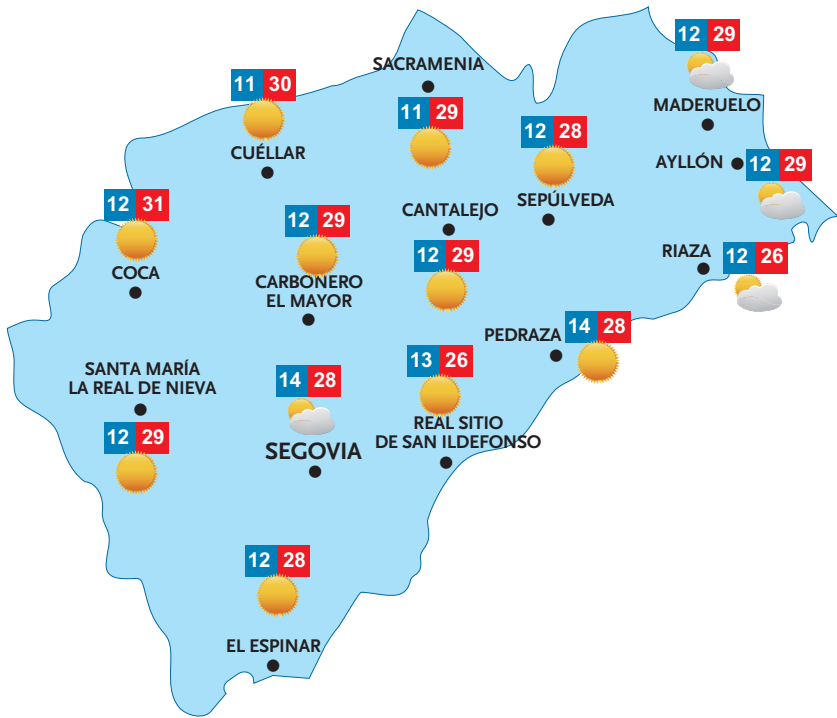 12 29
MADERUELO
SACRAMENIA
11 29
11 30
CUÉLLAR
12 28
SEPÚLVEDA
AYLLÓN
12 29
12 31
COCA
CANTALEJO
12 29
12 29
CARBONERO
EL MAYOR
RIAZA
12 26
PEDRAZA
14 28
SANTA MARÍA
LA REAL DE NIEVA
12 29
14 28
SEGOVIA
13 26
REAL SITIO
DE SAN ILDEFONSO
12 28
EL ESPINAR